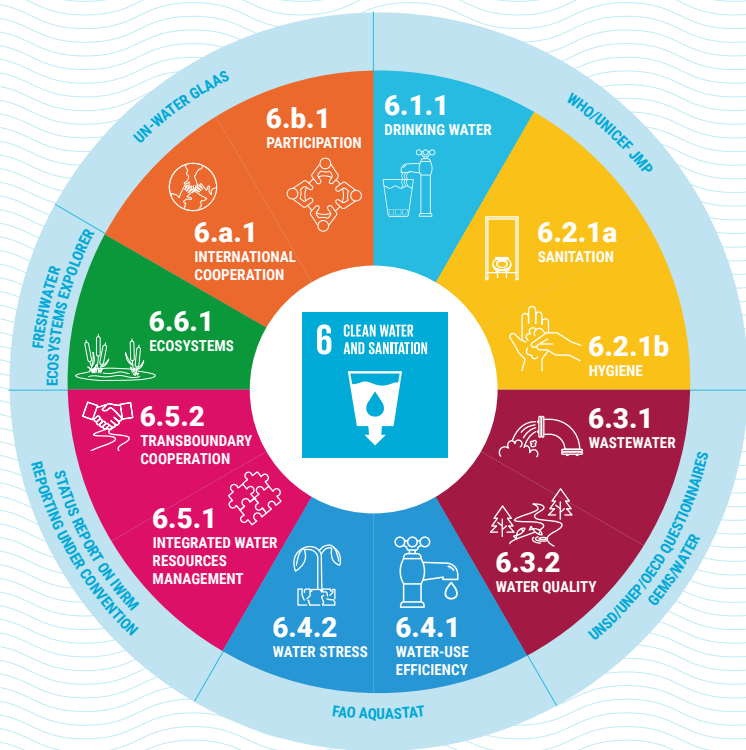 6
CLEAN WATER
AND SANITATION
6.1.1
DRINKING WATER
6.2.1a
SANITATION
6.2.1b
HYGIENE
6.3.1
WASTEWATER
6.3.2
WATER QUALITY
6.4.1
WATER-USE
EFFICIENCY
6.4.2
WATER STRESS
6.5.1
INTEGRATED WATER
RESOURCES
MANAGEMENT
6.5.2
TRANSBOUNDARY
COOPERATION
6.6.1
ECOSYSTEMS
6.a.1
INTERNATIONAL
COOPERATION
6.b.1
PARTICIPATION
WHO/UNICEF JMP
UNSD/UNEP/OECD QUESTIONNAIRES
GEMS/WATER
FAO AQUASTAT
STATUS REPORT ON IWRM
REPORTING UNDER CONVENTION
FRESHWATER
ECOSYSTEMS EXPOLORER
UN-WATER GLAAS